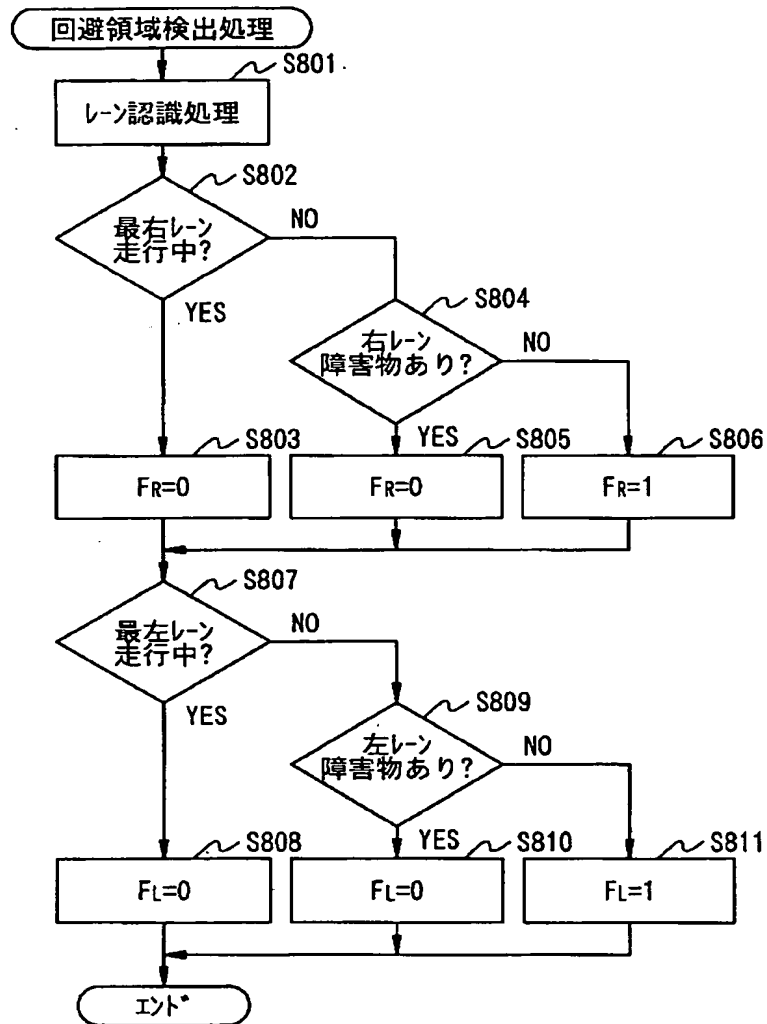 回避領域検出処理
S801
レーン認識処理
S802
最右レーン
走行中?
NO
YES
S804
右レーン
障害物あり?
NO
YES
S803
S805
S806
FR=0
FR=0
FR=1
S807
最左レーン
走行中?
NO
YES
S809
左レーン
障害物あり?
NO
YES
S808
S810
S811
FL=0
FL=0
FL=1
エンド